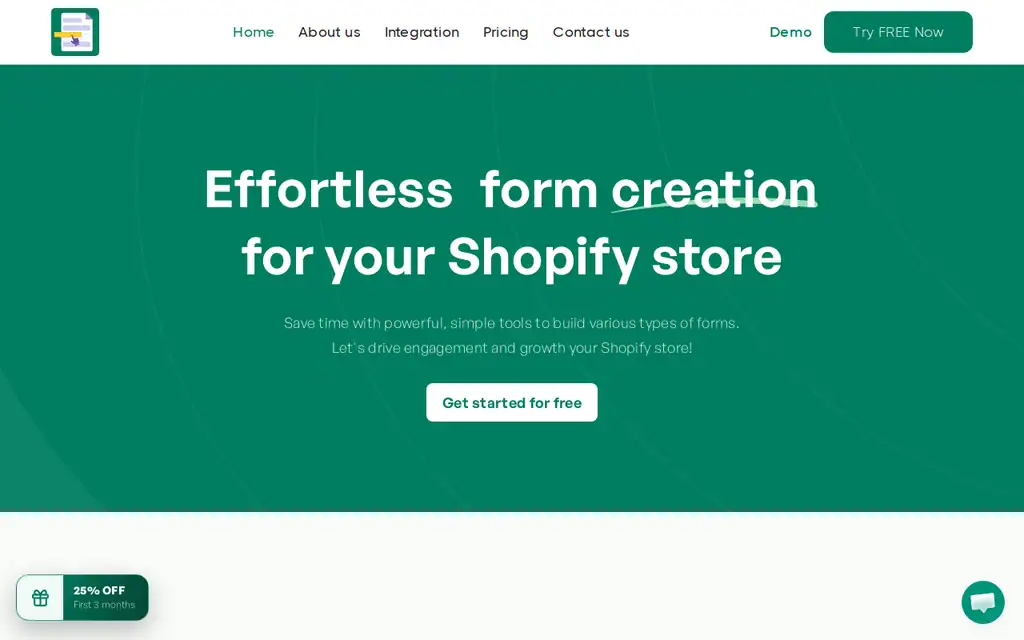 Home About us Integration Pricing Contact us Demo Try FREE Now
Effortless form creation
for your Shopify store
Save time with powerful, simple tools to build various types of forms.
Let's drive engagement and growth your Shopify store!
Get started for free
25% OFF
First 3 months